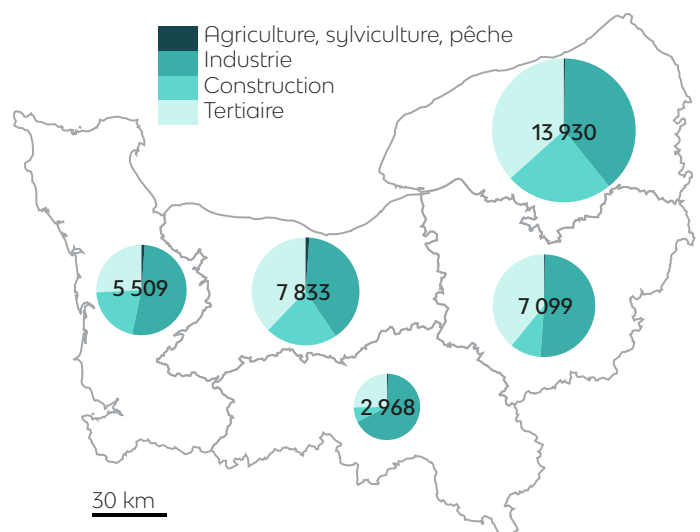 Agriculture, sylviculture, pêche
Industrie
Construction
Tertiaire
13 930
5 509
7 833
7 099
2 968
30 km